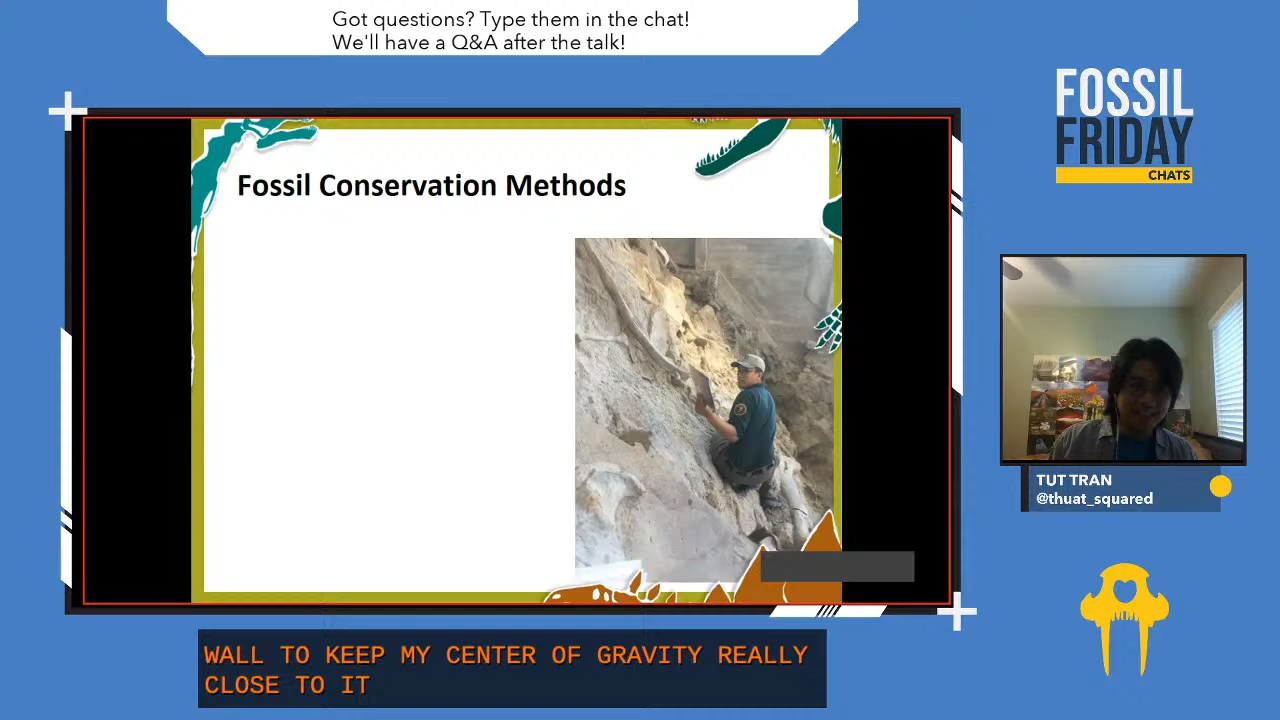 Got questions? Type them in the chat!
We'll have a Q&A after the talk!
FOSSIL
FRIDAY
CHATS
Fossil Conservation Methods
TUT TRAN
@thuat_squared
WALL TO KEEP MY CENTER OF GRAVITY REALLY
CLOSE TO IT